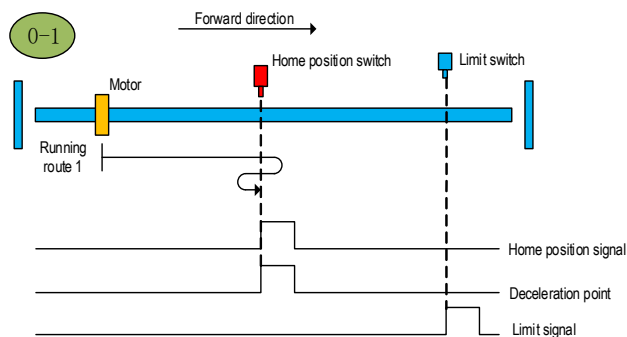 0-1
Forward direction
Home position switch
Limit switch
Motor
Running
route 1
Home position signal
Deceleration point
Limit signal